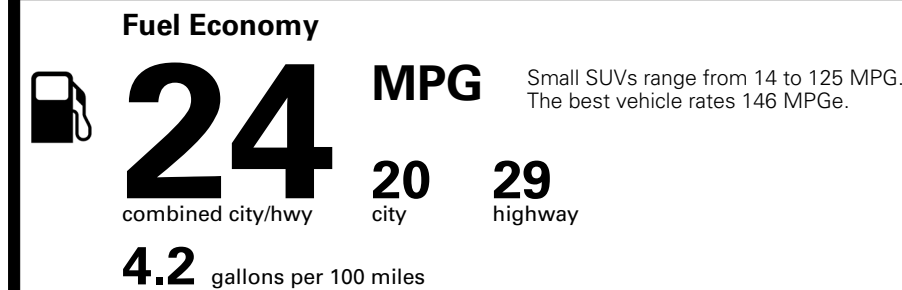 Fuel Economy
24 MPG
Small SUVs range from 14 to 125 MPG.
The best vehicle rates 146 MPGe.
combined city/hwy
20
city
29
highway
4.2 gallons per 100 miles